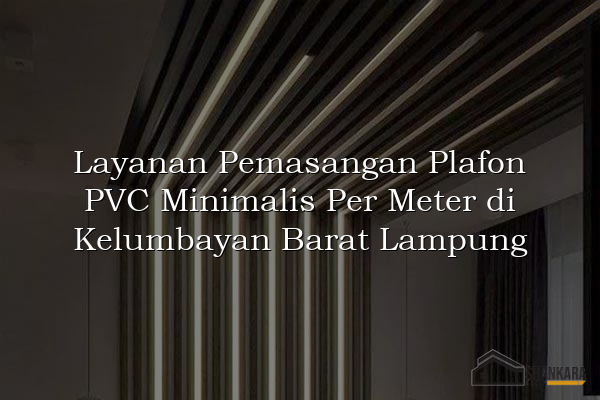 Layanan Pemasangan Plafon
PVC Minimalis Per Meter di
Kelumbayan Barat Lampung